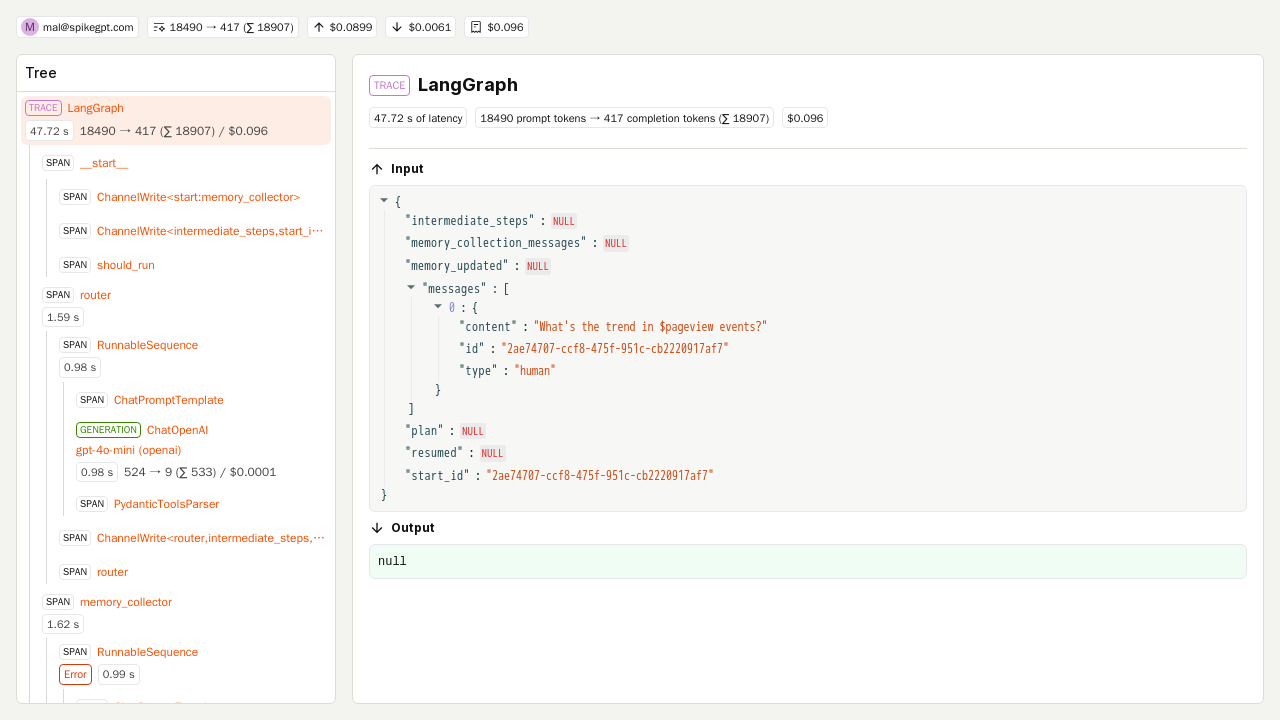 M mal@spikegpt.com 18490 → 417 (∑ 18907) $0.0899 $0.0061 $0.096
Tree
TRACE LangGraph
47.72 s 18490 → 417 (∑ 18907) / $0.096
SPAN __start__
SPAN ChannelWrite<start:memory_collector>
SPAN ChannelWrite<intermediate_steps,start_i…
SPAN should_run
SPAN router
1.59 s
SPAN RunnableSequence
0.98 s
SPAN ChatPromptTemplate
GENERATION ChatOpenAI
gpt-4o-mini (openai)
0.98 s 524 → 9 (∑ 533) / $0.0001
SPAN PydanticToolsParser
SPAN ChannelWrite<router,intermediate_steps,…
SPAN router
SPAN memory_collector
1.62 s
SPAN RunnableSequence
Error 0.99 s
TRACE LangGraph
47.72 s of latency 18490 prompt tokens → 417 completion tokens (∑ 18907) $0.096
Input
{
"intermediate_steps" : NULL
"memory_collection_messages" : NULL
"memory_updated" : NULL
"messages" : [
0 : {
"content" : "What's the trend in $pageview events?"
"id" : "2ae74707-ccf8-475f-951c-cb2220917af7"
"type" : "human"
}
]
"plan" : NULL
"resumed" : NULL
"start_id" : "2ae74707-ccf8-475f-951c-cb2220917af7"
}
Output
null